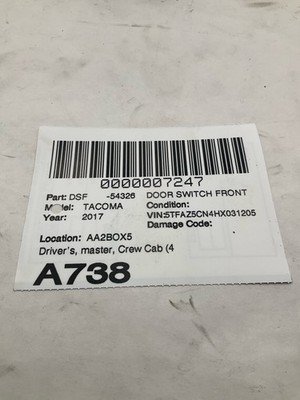 0000007247
Part: DSF -54326 DOOR SWITCH FRONT
Model: TACOMA Condition:
Year: 2017 VIN:5TFAZ5CN4HX031205
Damage Code:
Location: AA2BOX5
Driver's, master, Crew Cab (4
A738